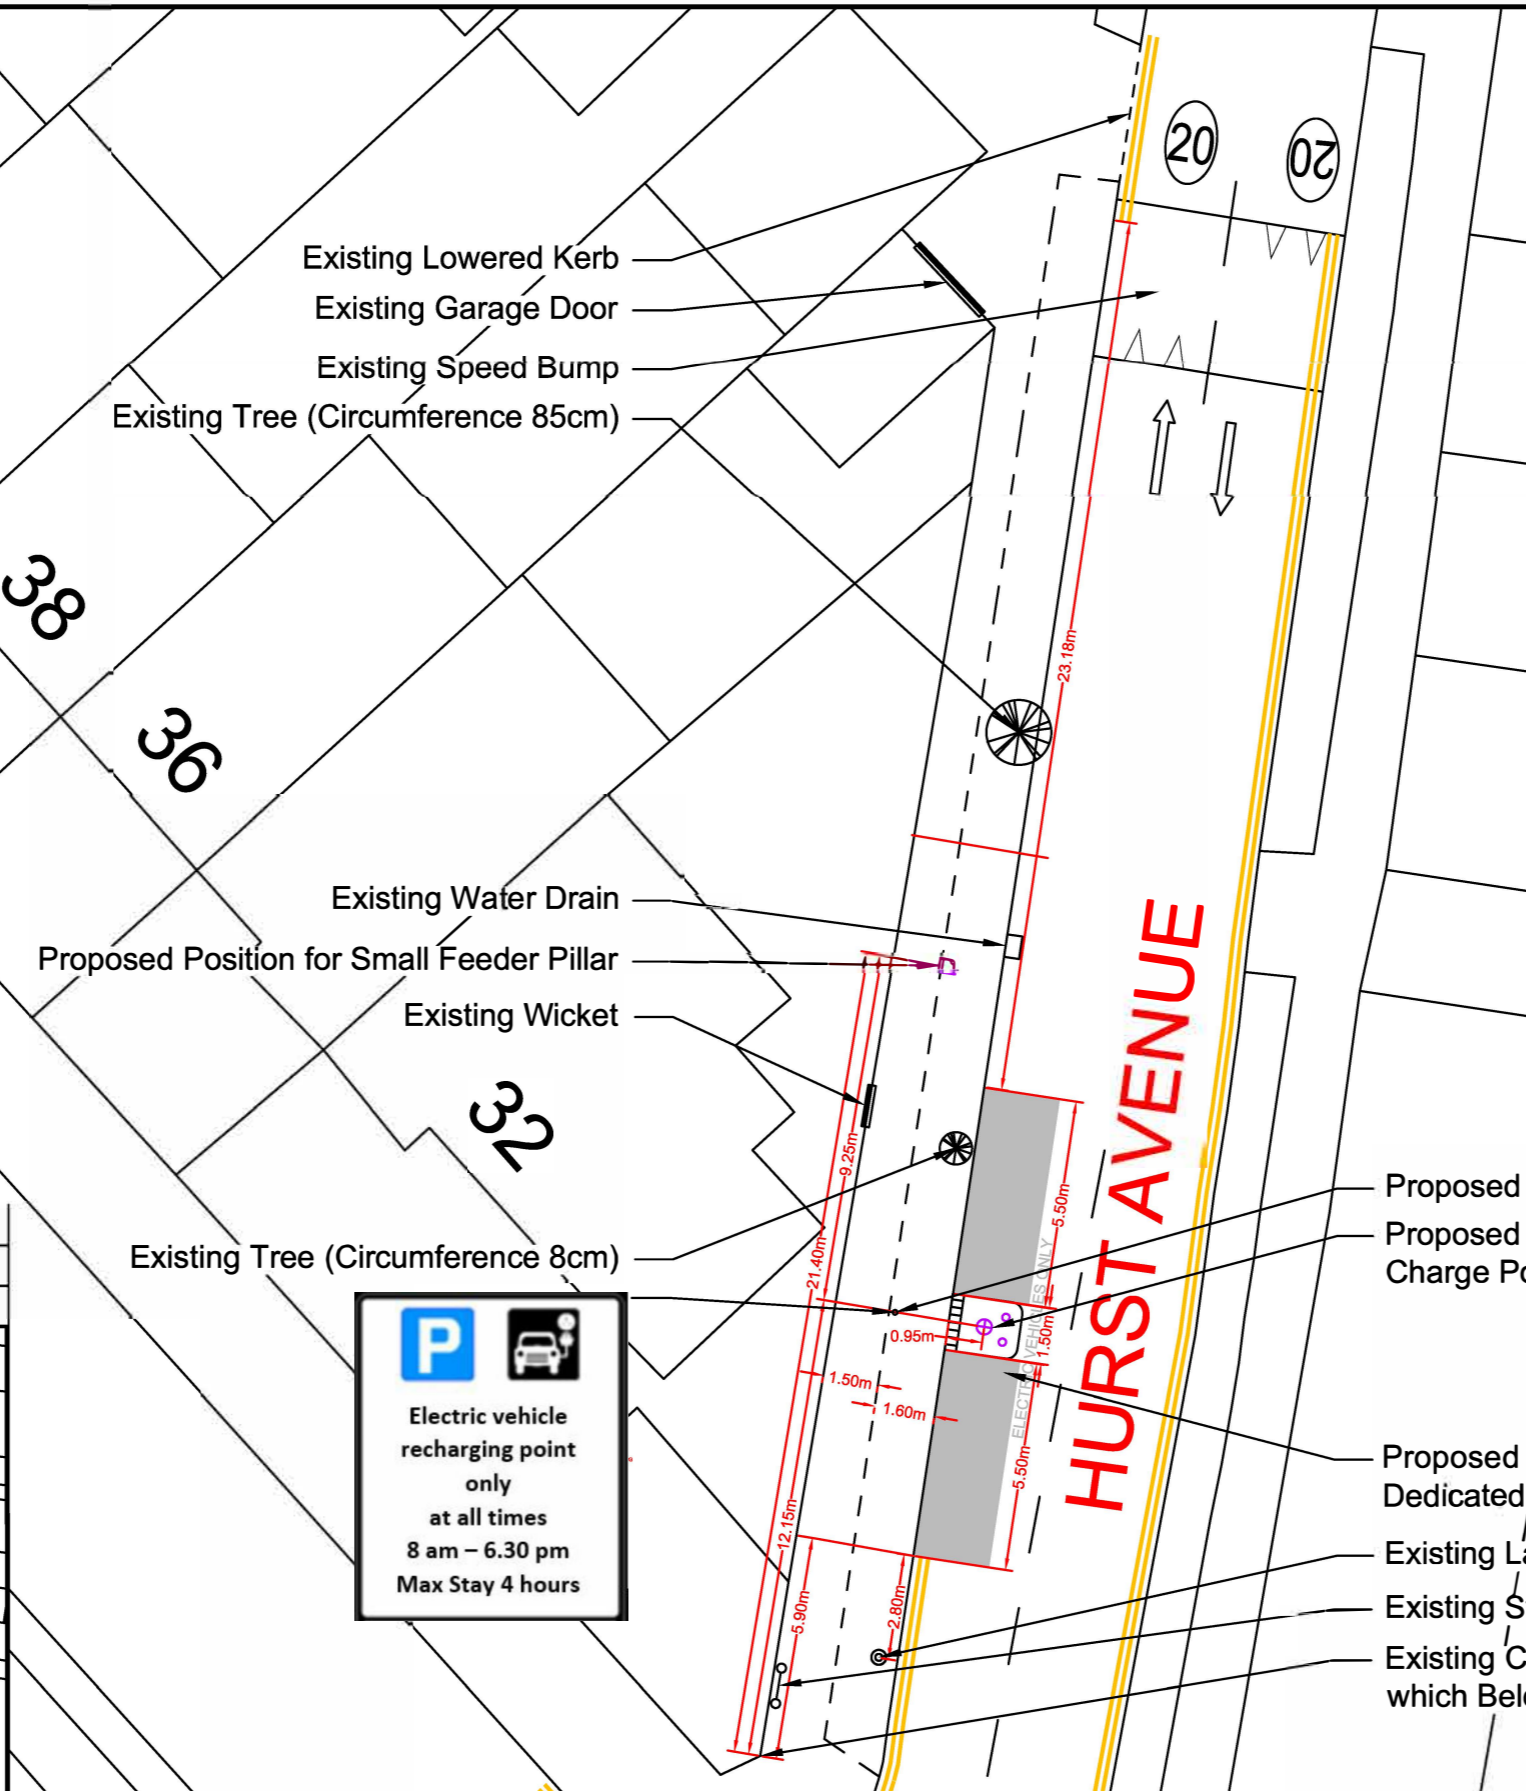 20
20
Existing Lowered Kerb
Existing Garage Door
Existing Speed Bump
Existing Tree (Circumference 85cm)
38
23.18m
36
Existing Water Drain
Proposed Position for Small Feeder Pillar
Existing Wicket
32
9.25m
HURST AVENUE
5.50m
Proposed
Proposed
Charge
21.40m
Existing Tree (Circumference 8cm)
ELECTRIC VEHICLES ONLY
1.50m
0.95m
1.50m
1.60m
P
Electric vehicle
recharging point
only
at all times
8 am – 6.30 pm
Max Stay 4 hours
5.50m
Proposed
Dedicated
12.15m
Existing
5.90m
2.80m
Existing
Existing
which